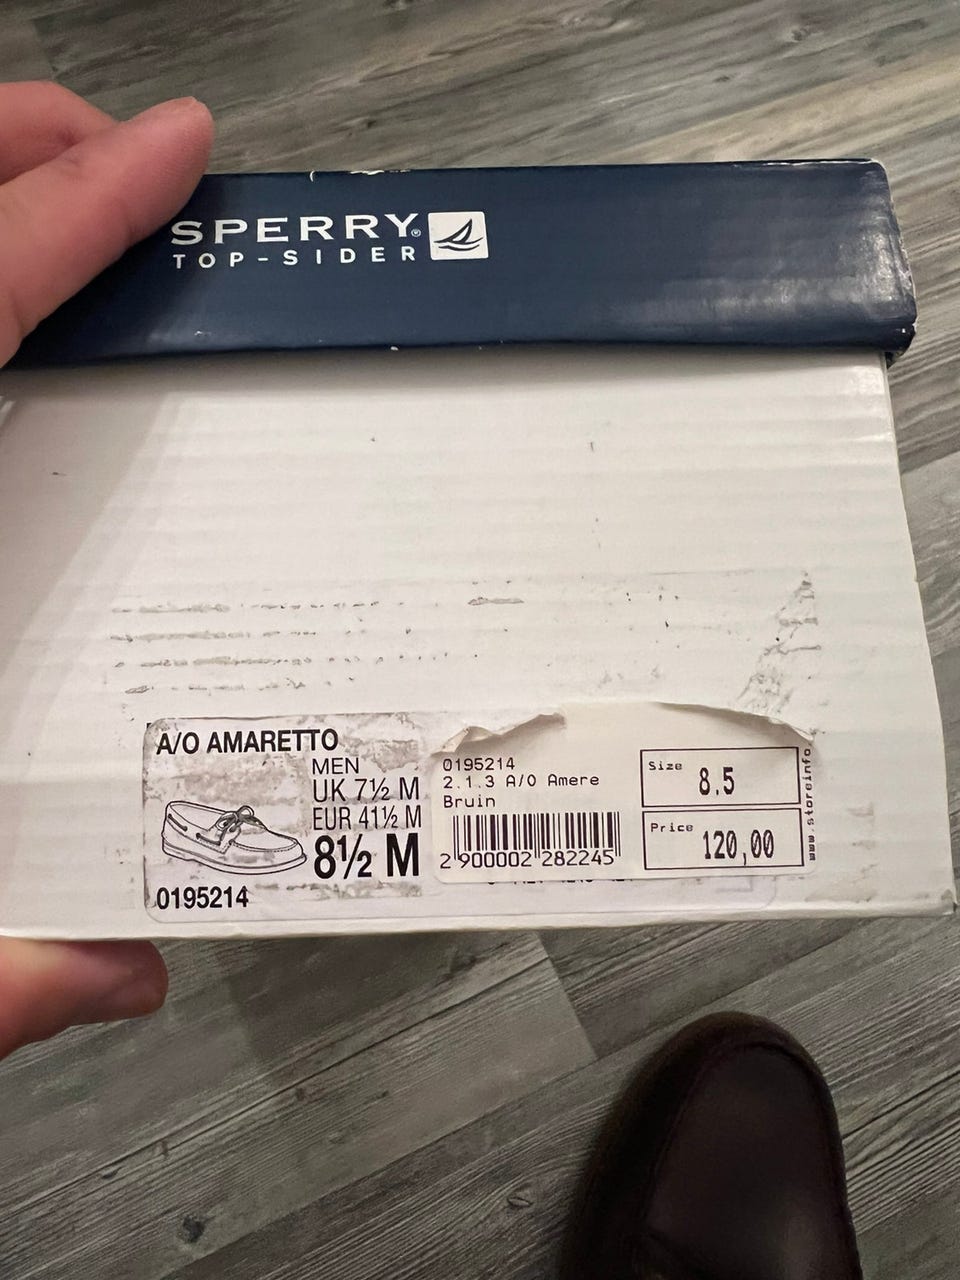 SPERRY®
TOP-SIDER
A/O AMARETTO
MEN
UK 7½ M
EUR 41½ M
8½ M
0195214
0195214
2.1.3 A/O Amere
Bruin
2 900002 282245
Size
8.5
Price
120,00
www.storeinfo.